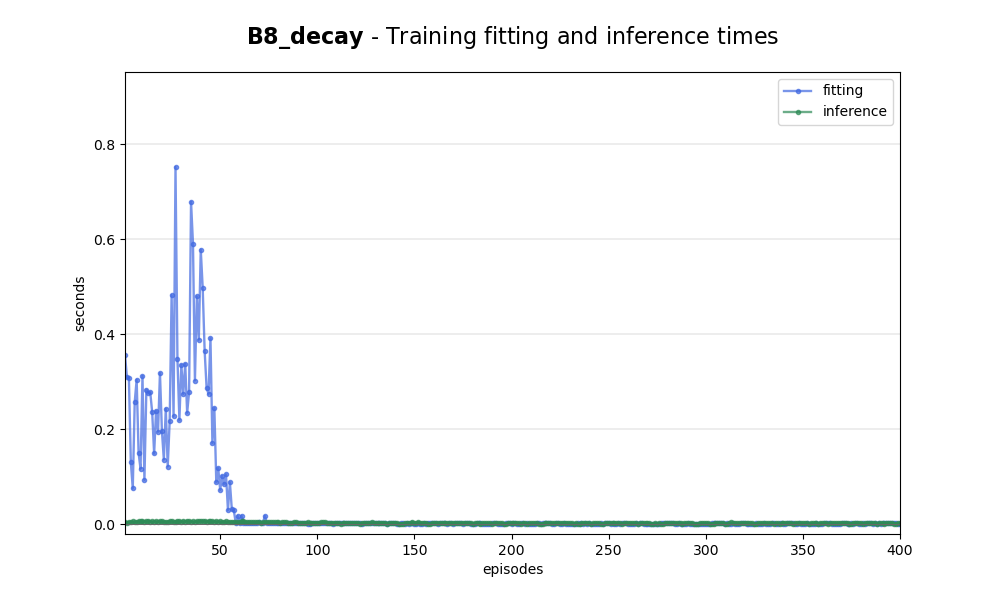 B8_decay - Training fitting and inference times
fitting
inference
0.8
0.6
0.4
0.2
0.0
seconds
50 100 150 200 250 300 350 400
episodes